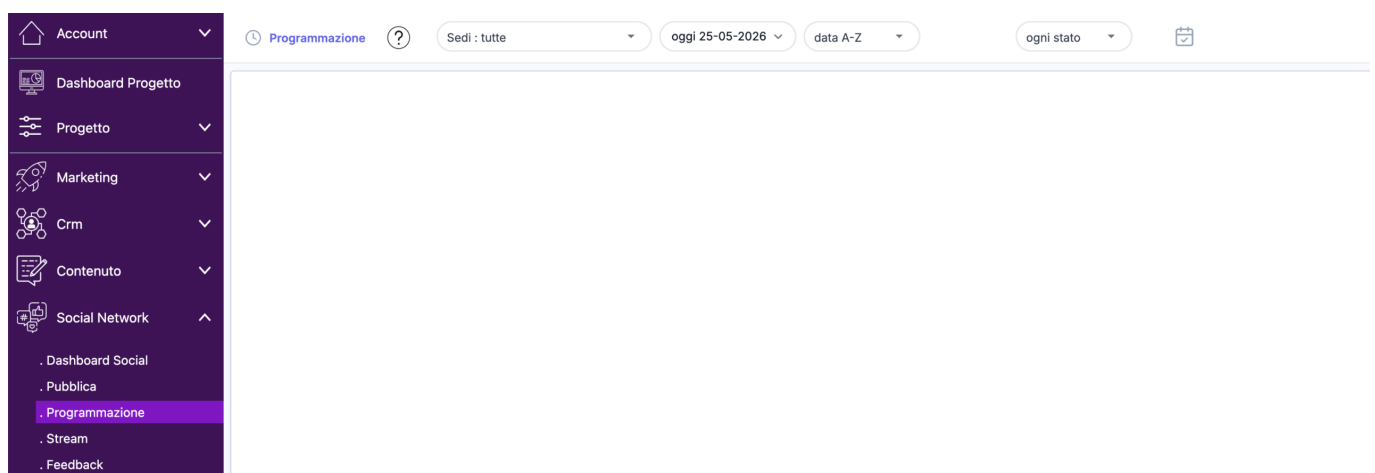 Account
Dashboard Progetto
Progetto
Marketing
Crm
Contenuto
Social Network
. Dashboard Social
. Pubblica
. Programmazione
. Stream
. Feedback
Programmazione ? Sedi : tutte oggi 25-05-2026 data A-Z ogni stato